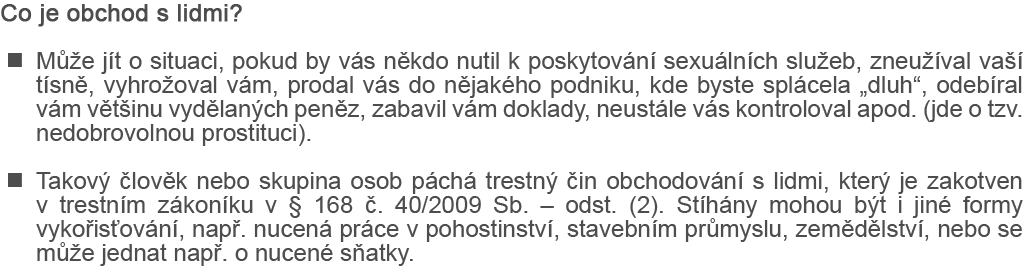 Co je obchod s lidmi?
■ Může jít o situaci, pokud by vás někdo nutil k poskytování sexuálních služeb, zneužíval vaší
tísně, vyhrožoval vám, prodal vás do nějakého podniku, kde byste splácela „dluh“, odebíral
vám většinu vydělaných peněz, zabavil vám doklady, neustále vás kontroloval apod. (jde o tzv.
nedobrovolnou prostituci).
■ Takový člověk nebo skupina osob páchá trestný čin obchodování s lidmi, který je zakotven
v trestním zákoníku v § 168 č. 40/2009 Sb. – odst. (2). Stíhány mohou být i jiné formy
vykořisťování, např. nucená práce v pohostinství, stavebním průmyslu, zemědělství, nebo se
může jednat např. o nucené sňatky.